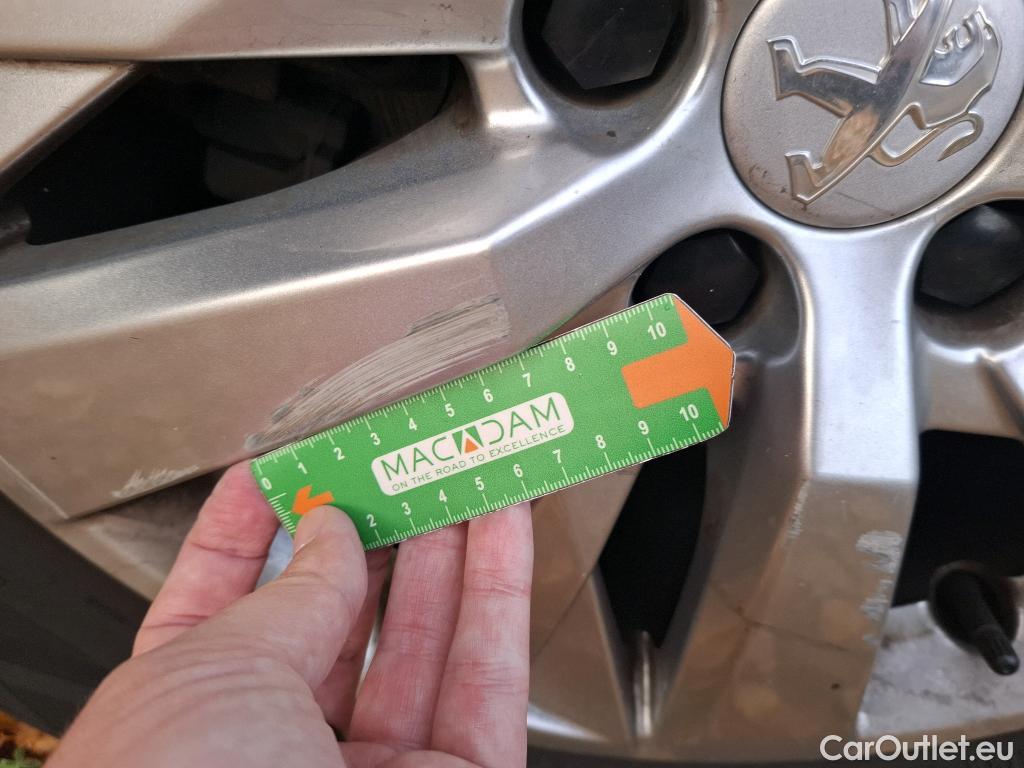 0 1 2 3 4 5 6 7 8 9 10
MACADAM
ON THE ROAD TO EXCELLENCE
2 3 4 5 6 7 8 9 10
CarOutlet.eu